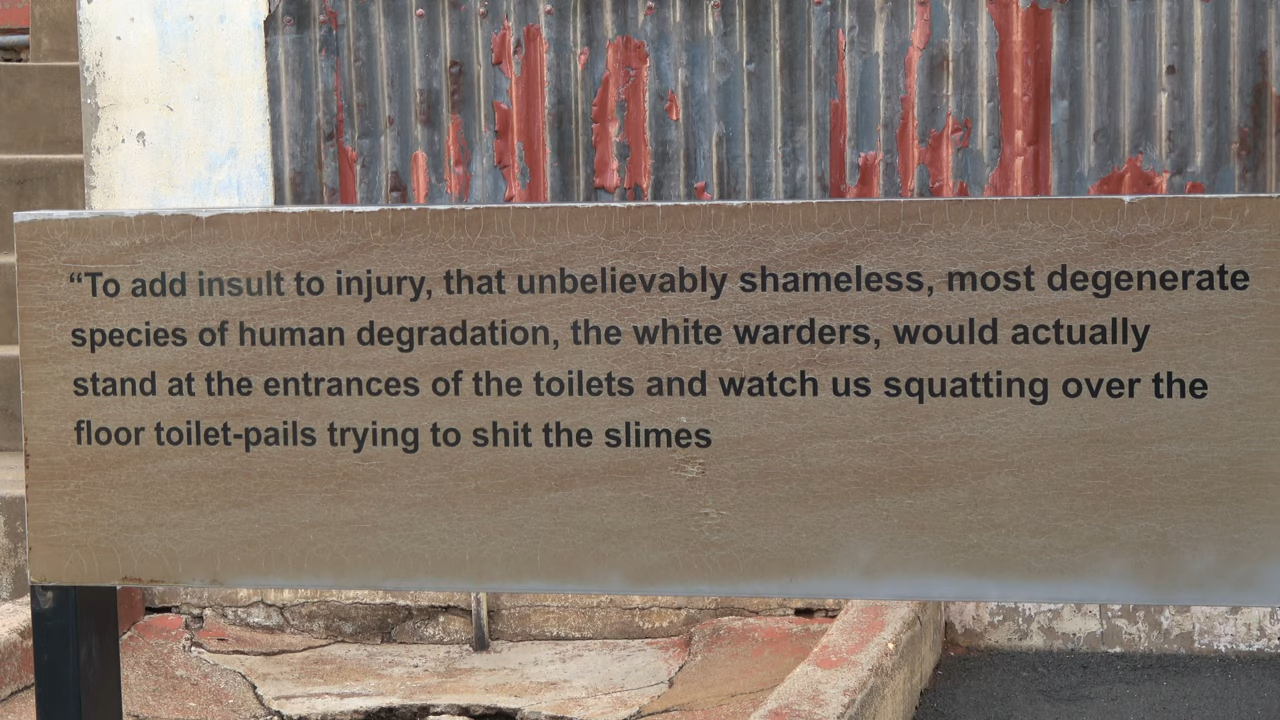 “To add insult to injury, that unbelievably shameless, most degenerate
species of human degradation, the white warders, would actually
stand at the entrances of the toilets and watch us squatting over the
floor toilet-pails trying to shit the slimes